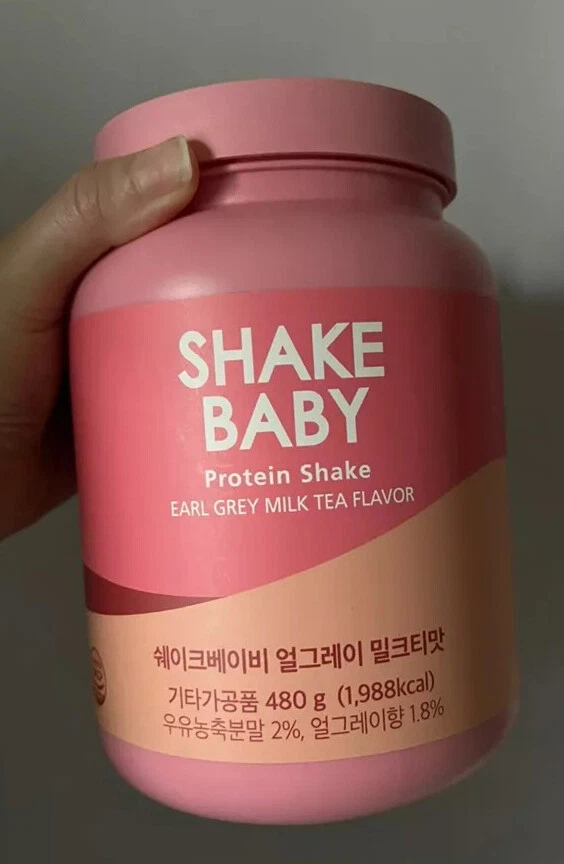 SHAKE
BABY
Protein Shake
EARL GREY MILK TEA FLAVOR
쉐이크베이비 얼그레이 밀크티맛
기타가공품 480 g (1,988kcal)
우유농축분말 2%, 얼그레이향 1.8%